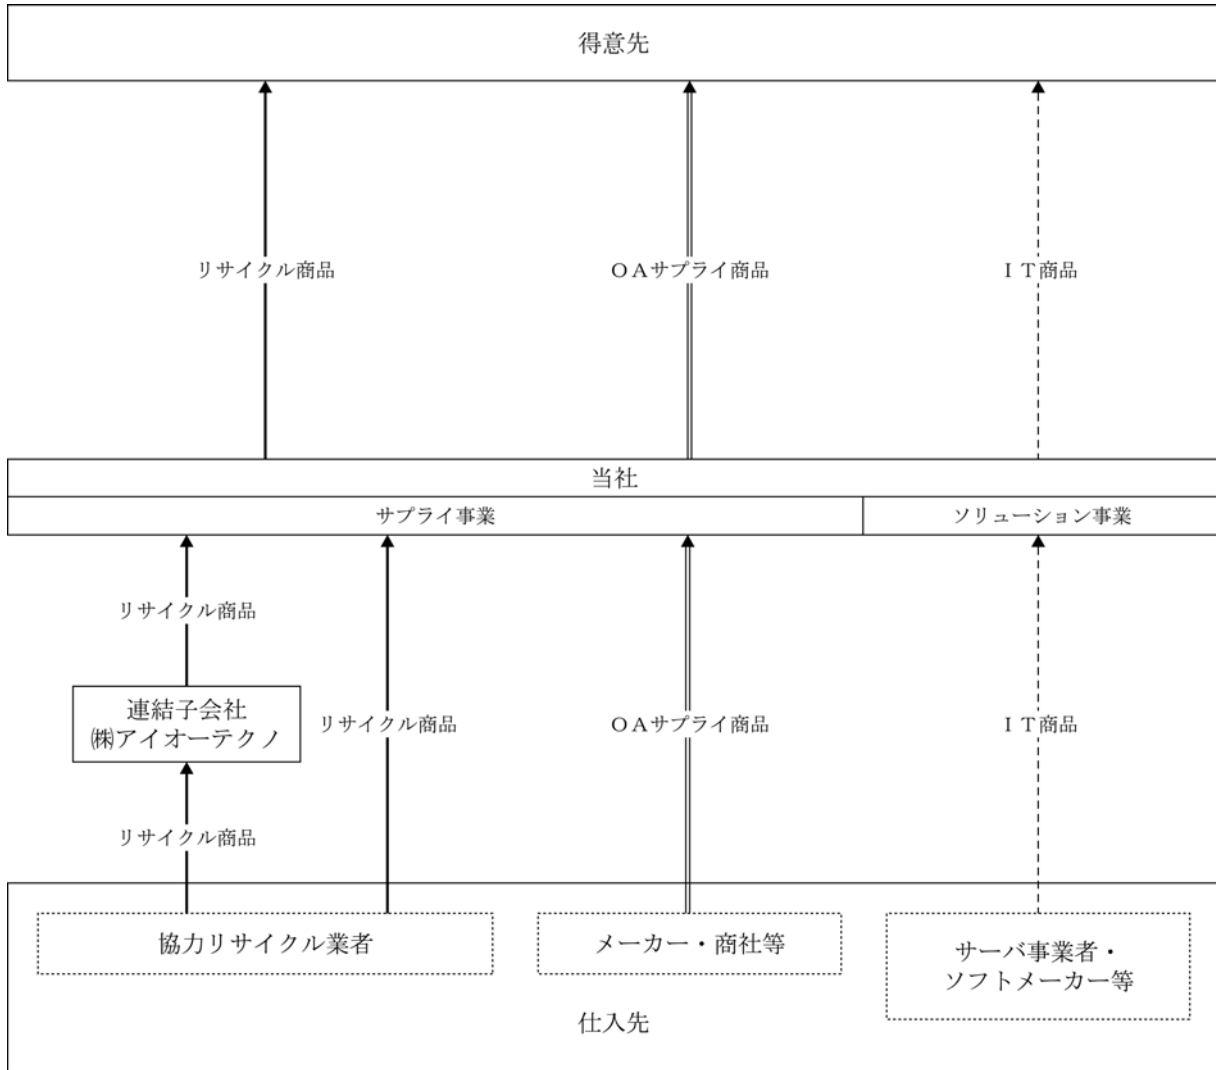 得意先
リサイクル商品
ＯＡサプライ商品
ＩＴ商品
当社
サプライ事業
ソリューション事業
リサイクル商品
連結子会社
㈱アイオーテクノ
リサイクル商品
ＯＡサプライ商品
ＩＴ商品
リサイクル商品
協力リサイクル業者
メーカー・商社等
サーバ事業者・
ソフトメーカー等
仕入先